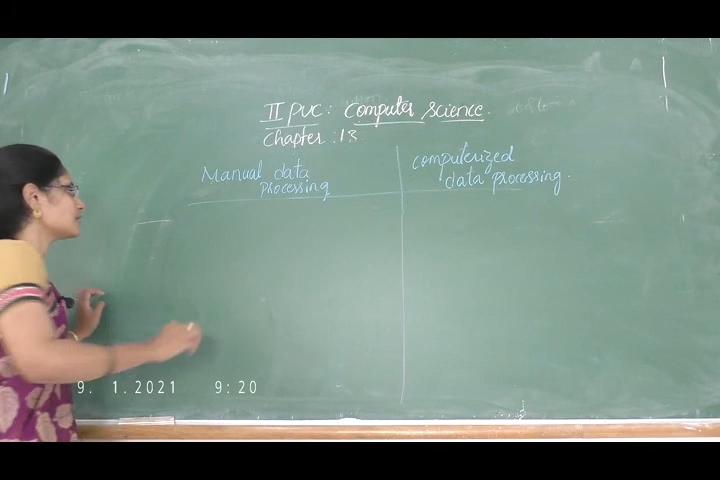 II PUC: Computer Science.
Chapter: 13
Manual data
processing
computerized
data processing.
9. 1.2021 9:20